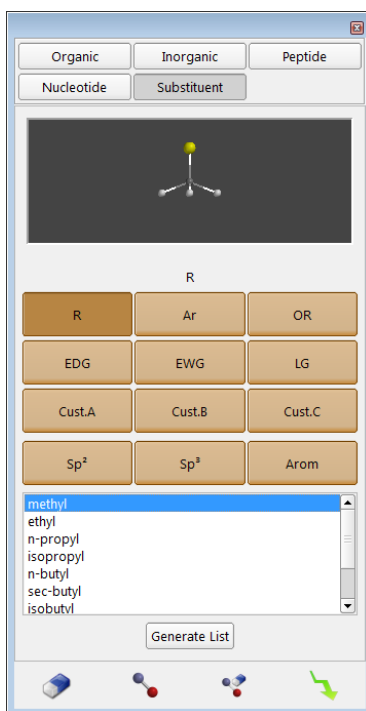 Organic Inorganic Peptide
Nucleotide Substituent
R
R Ar OR
EDG EWG LG
Cust.A Cust.B Cust.C
Sp² Sp³ Arom
methyl
ethyl
n-propyl
isopropyl
n-butyl
sec-butyl
isobutyl
Generate List